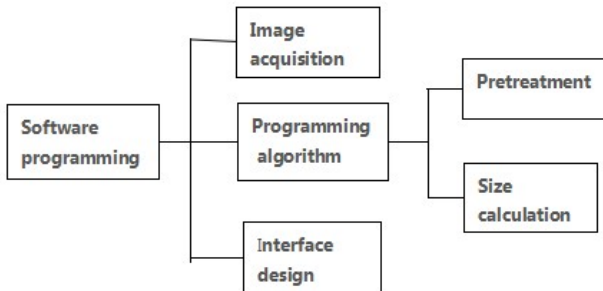 Image
acquisition
Software
programming
Programming
algorithm
Pretreatment
Size
calculation
Interface
design